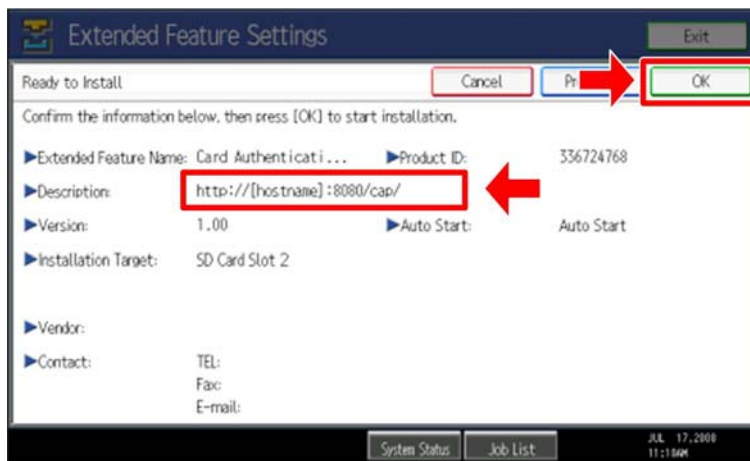 Extended Feature Settings
Exit
Ready to Install
Cancel
Pr
OK
Confirm the information below, then press [OK] to start installation.
▶Extended Feature Name: Card Authenticati... ▶Product ID: 336724768
▶Description: http://[hostname]:8080/cap/
▶Version: 1.00 ▶Auto Start: Auto Start
▶Installation Target: SD Card Slot 2
▶Vendor:
▶Contact: TEL:
Fax:
E-mail:
System Status
Job List
JUL 17,2008
11:18AM